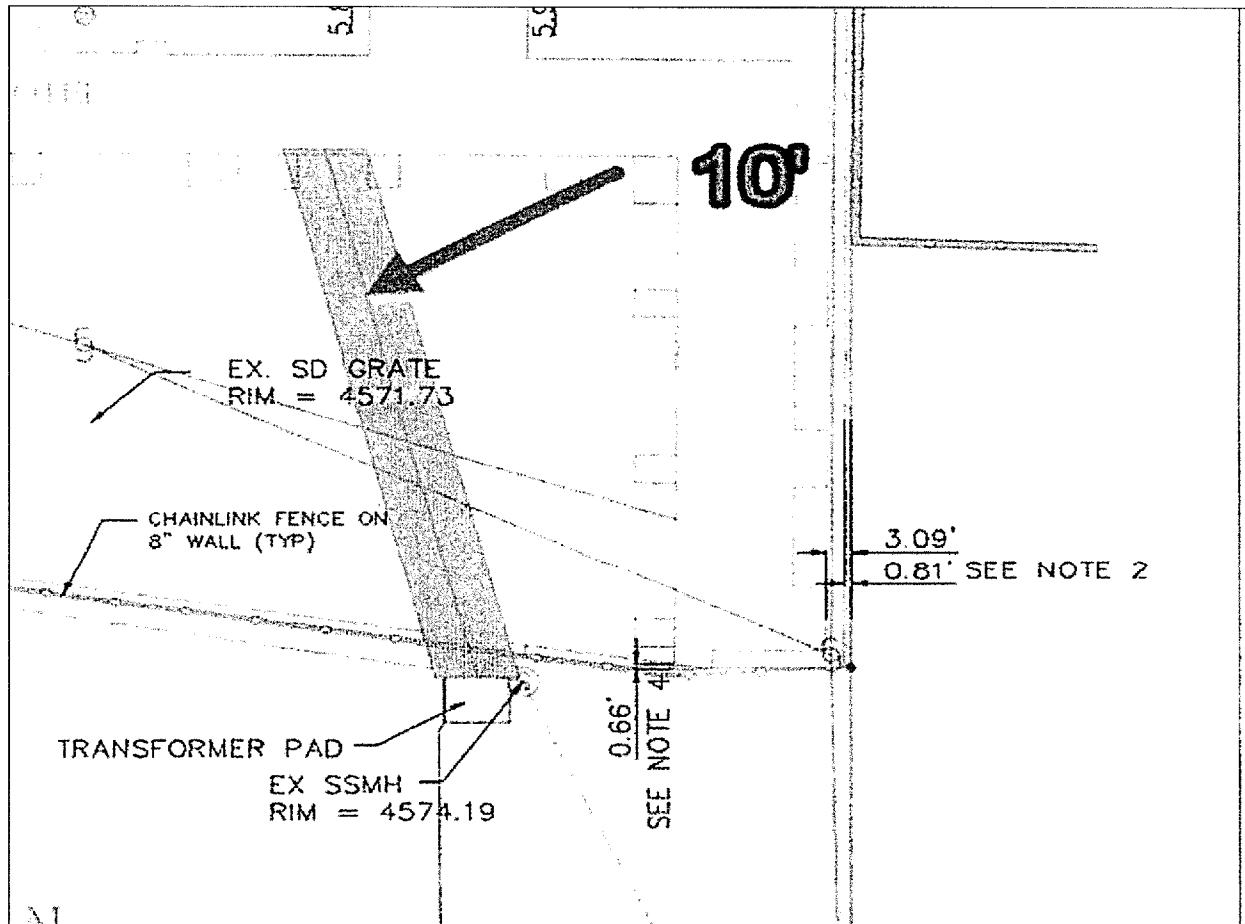 10'
EX. SD GRATE
RIM = 4571.73
CHAINLINK FENCE ON
8" WALL (TYP)
3.09'
0.81' SEE NOTE 2
0.66'
SEE NOTE 4
TRANSFORMER PAD
EX SSMH
RIM = 4574.19